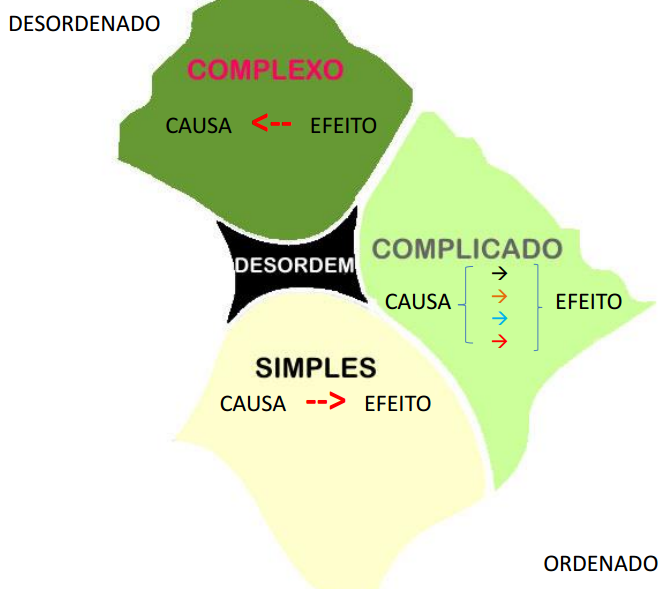 DESORDENADO
COMPLEXO
CAUSA <-- EFEITO
DESORDEM
COMPLICADO
CAUSA → → → → EFEITO
SIMPLES
CAUSA --> EFEITO
ORDENADO